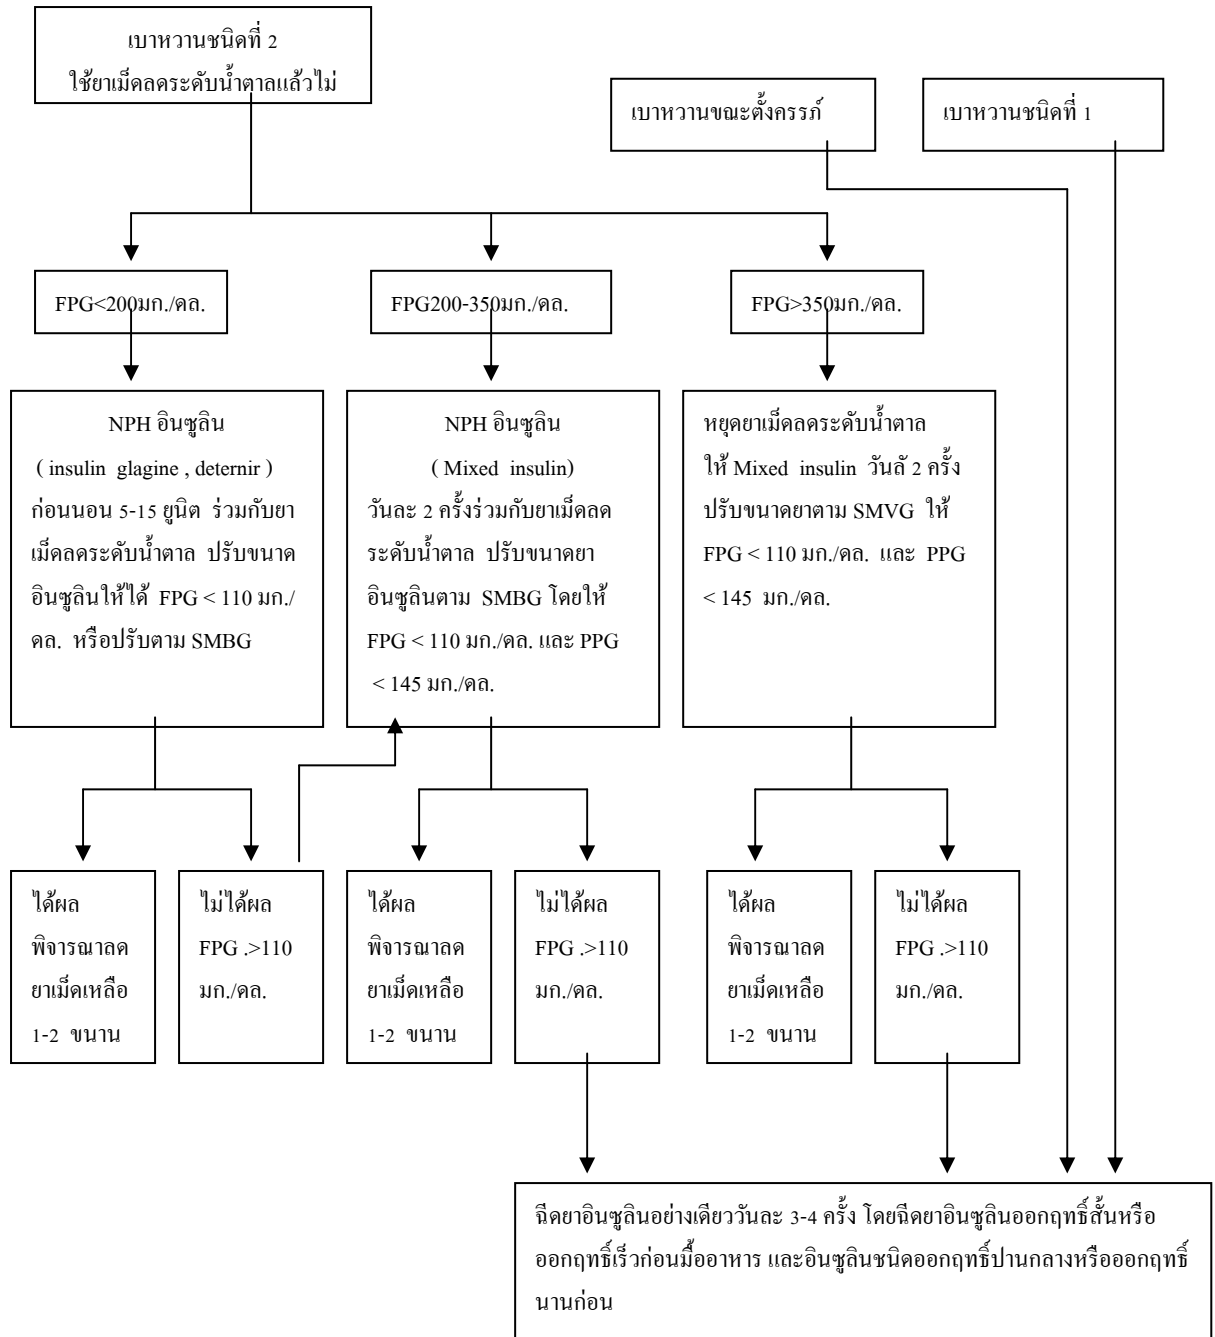 เบาหวานชนิดที่ 2
ใช้ยาเม็ดลดระดับน้ำตาลแล้วไม่
เบาหวานขณะตั้งครรภ์
เบาหวานชนิดที่ 1
FPG<200มก./ดล.
FPG200-350มก./ดล.
FPG>350มก./ดล.
NPH อินซูลิน
( insulin glagine , deternir )
ก่อนนอน 5-15 ยูนิต ร่วมกับยา
เม็ดลดระดับน้ำตาล ปรับขนาด
อินซูลินให้ได้ FPG < 110 มก./
ดล. หรือปรับตาม SMBG
NPH อินซูลิน
( Mixed insulin)
วันละ 2 ครั้งร่วมกับยาเม็ดลด
ระดับน้ำตาล ปรับขนาดยา
อินซูลินตาม SMBG โดยให้
FPG < 110 มก./ดล. และ PPG
< 145 มก./ดล.
หยุดยาเม็ดลดระดับน้ำตาล
ให้ Mixed insulin วันลั 2 ครั้ง
ปรับขนาดยาตาม SMVG ให้
FPG < 110 มก./ดล. และ PPG
< 145 มก./ดล.
ได้ผล
พิจารณาลด
ยาเม็ดเหลือ
1-2 ขนาน
ไม่ได้ผล
FPG .>110
มก./ดล.
ได้ผล
พิจารณาลด
ยาเม็ดเหลือ
1-2 ขนาน
ไม่ได้ผล
FPG .>110
มก./ดล.
ได้ผล
พิจารณาลด
ยาเม็ดเหลือ
1-2 ขนาน
ไม่ได้ผล
FPG .>110
มก./ดล.
ฉีดยาอินซูลินอย่างเดียววันละ 3-4 ครั้ง โดยฉีดยาอินซูลินออกฤทธิ์สั้นหรือ
ออกฤทธิ์เร็วก่อนมื้ออาหาร และอินซูลินชนิดออกฤทธิ์ปานกลางหรือออกฤทธิ์
นานก่อน